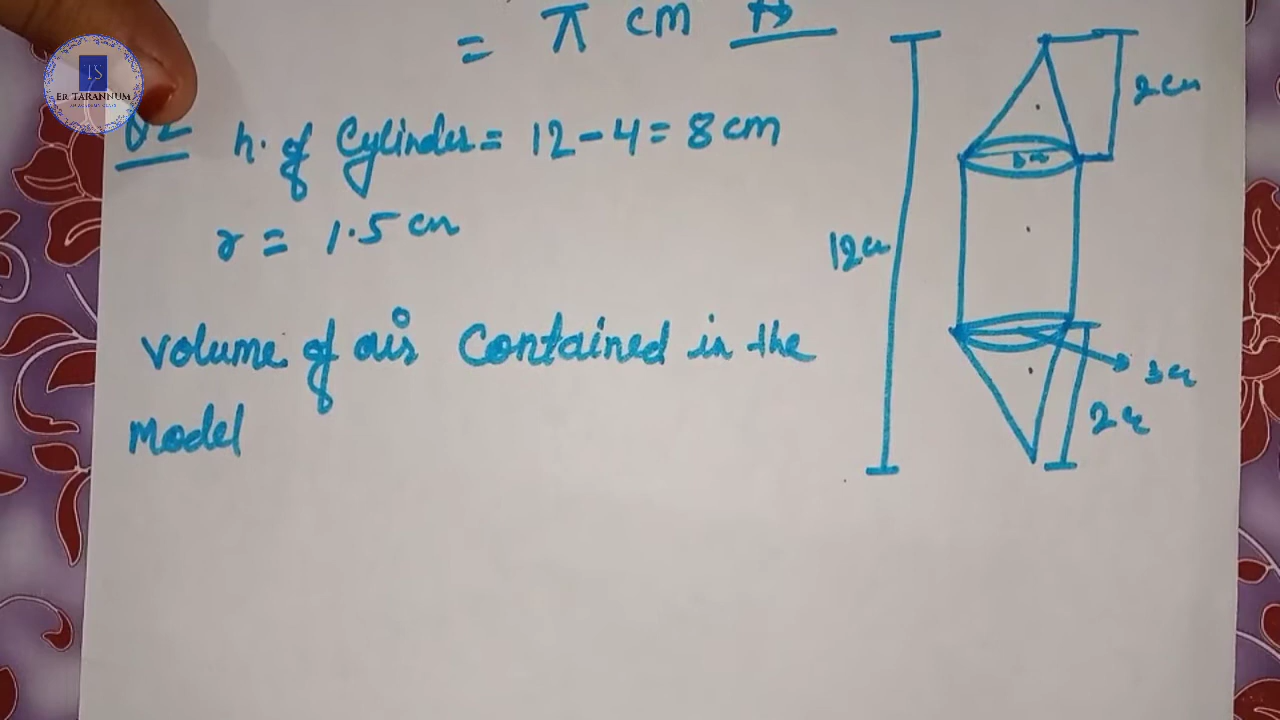 = π cm
TS
ER TARANNUM
Q2
h. of Cylinder = 12 - 4 = 8 cm
r = 1.5 cm
volume of air contained in the
Model
2cm
12cm
3cm
2cm